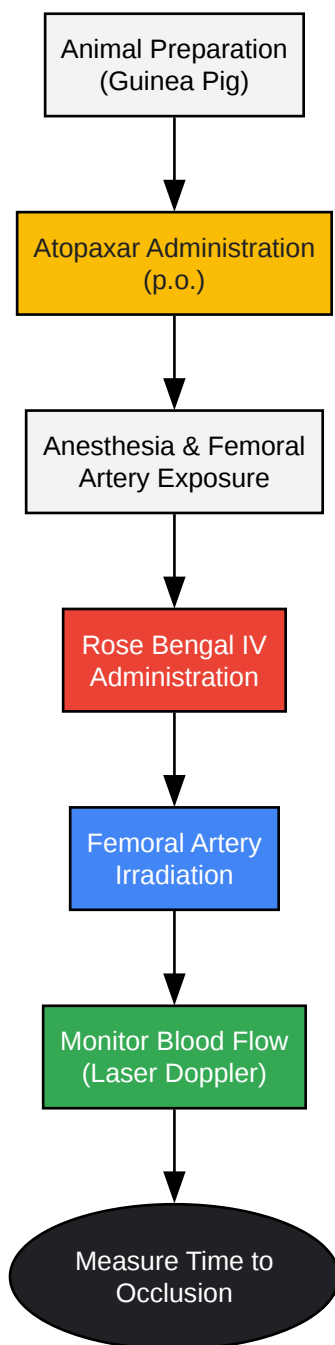 Animal Preparation
(Guinea Pig)
Atopaxar Administration
(p.o.)
Anesthesia & Femoral
Artery Exposure
Rose Bengal IV
Administration
Femoral Artery
Irradiation
Monitor Blood Flow
(Laser Doppler)
Measure Time to
Occlusion